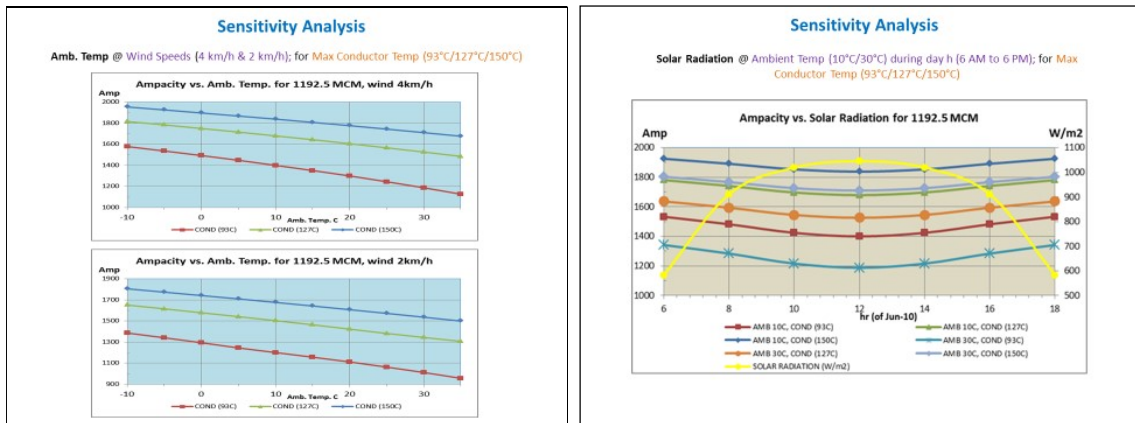 Sensitivity Analysis
Amb. Temp @ Wind Speeds (4 km/h & 2 km/h); for Max Conductor Temp (93°C/127°C/150°C)
Ampacity vs. Amb. Temp. for 1192.5 MCM, wind 4km/h
Amp
2000
1800
1600
1400
1200
1000
-10 0 10 20 30
Amb. Temp. C
COND (93C) COND (127C) COND (150C)
Ampacity vs. Amb. Temp. for 1192.5 MCM, wind 2km/h
Amp
1900
1700
1500
1300
1100
900
-10 0 10 20 30
Amb. Temp. C
COND (93C) COND (127C) COND (150C)
Sensitivity Analysis
Solar Radiation @ Ambient Temp (10°C/30°C) during day h (6 AM to 6 PM); for Max
Conductor Temp (93°C/127°C/150°C)
Ampacity vs. Solar Radiation for 1192.5 MCM
Amp W/m2
2000 1100
1000
1800 900
1600 800
1400 700
1200 600
1000 500
6 8 10 12 14 16 18
hr (of Jun-10)
AMB 10C, COND (93C) AMB 10C, COND (127C)
AMB 10C, COND (150C) AMB 30C, COND (93C)
AMB 30C, COND (127C) AMB 30C, COND (150C)
SOLAR RADIATION (W/m2)